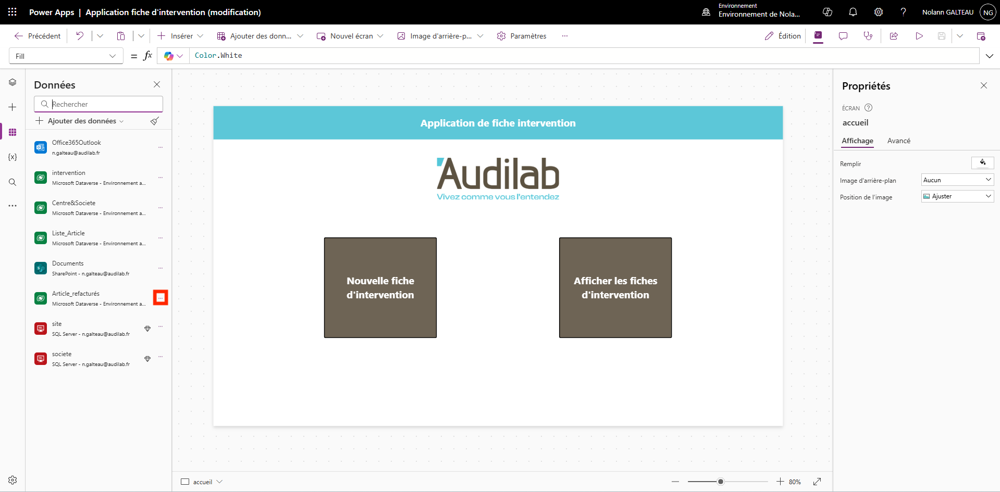 Power Apps | Application fiche d'intervention (modification)
Environnement
Environnement de Nola...
Nolann GALTEAU
NG
Précédent
Insérer
Ajouter des donn...
Nouvel écran
Image d'arrière-p...
Paramètres
...
Édition
Fill
= fx
Color.White
Données
Rechercher
Ajouter des données
Office365Outlook
n.galteau@audilab.fr
intervention
Microsoft Dataverse - Environnement a...
Centre&Societe
Microsoft Dataverse - Environnement a...
Liste_Article
Microsoft Dataverse - Environnement a...
Documents
SharePoint - n.galteau@audilab.fr
Article_refacturés
Microsoft Dataverse - Environnement a...
site
SQL Server - n.galteau@audilab.fr
societe
SQL Server - n.galteau@audilab.fr
Application de fiche intervention
Audilab
Vivez comme vous l'entendez
Nouvelle fiche
d'intervention
Afficher les fiches
d'intervention
accueil
80%
Propriétés
ÉCRAN
accueil
Affichage
Avancé
Remplir
Image d'arrière-plan
Aucun
Position de l'image
Ajuster